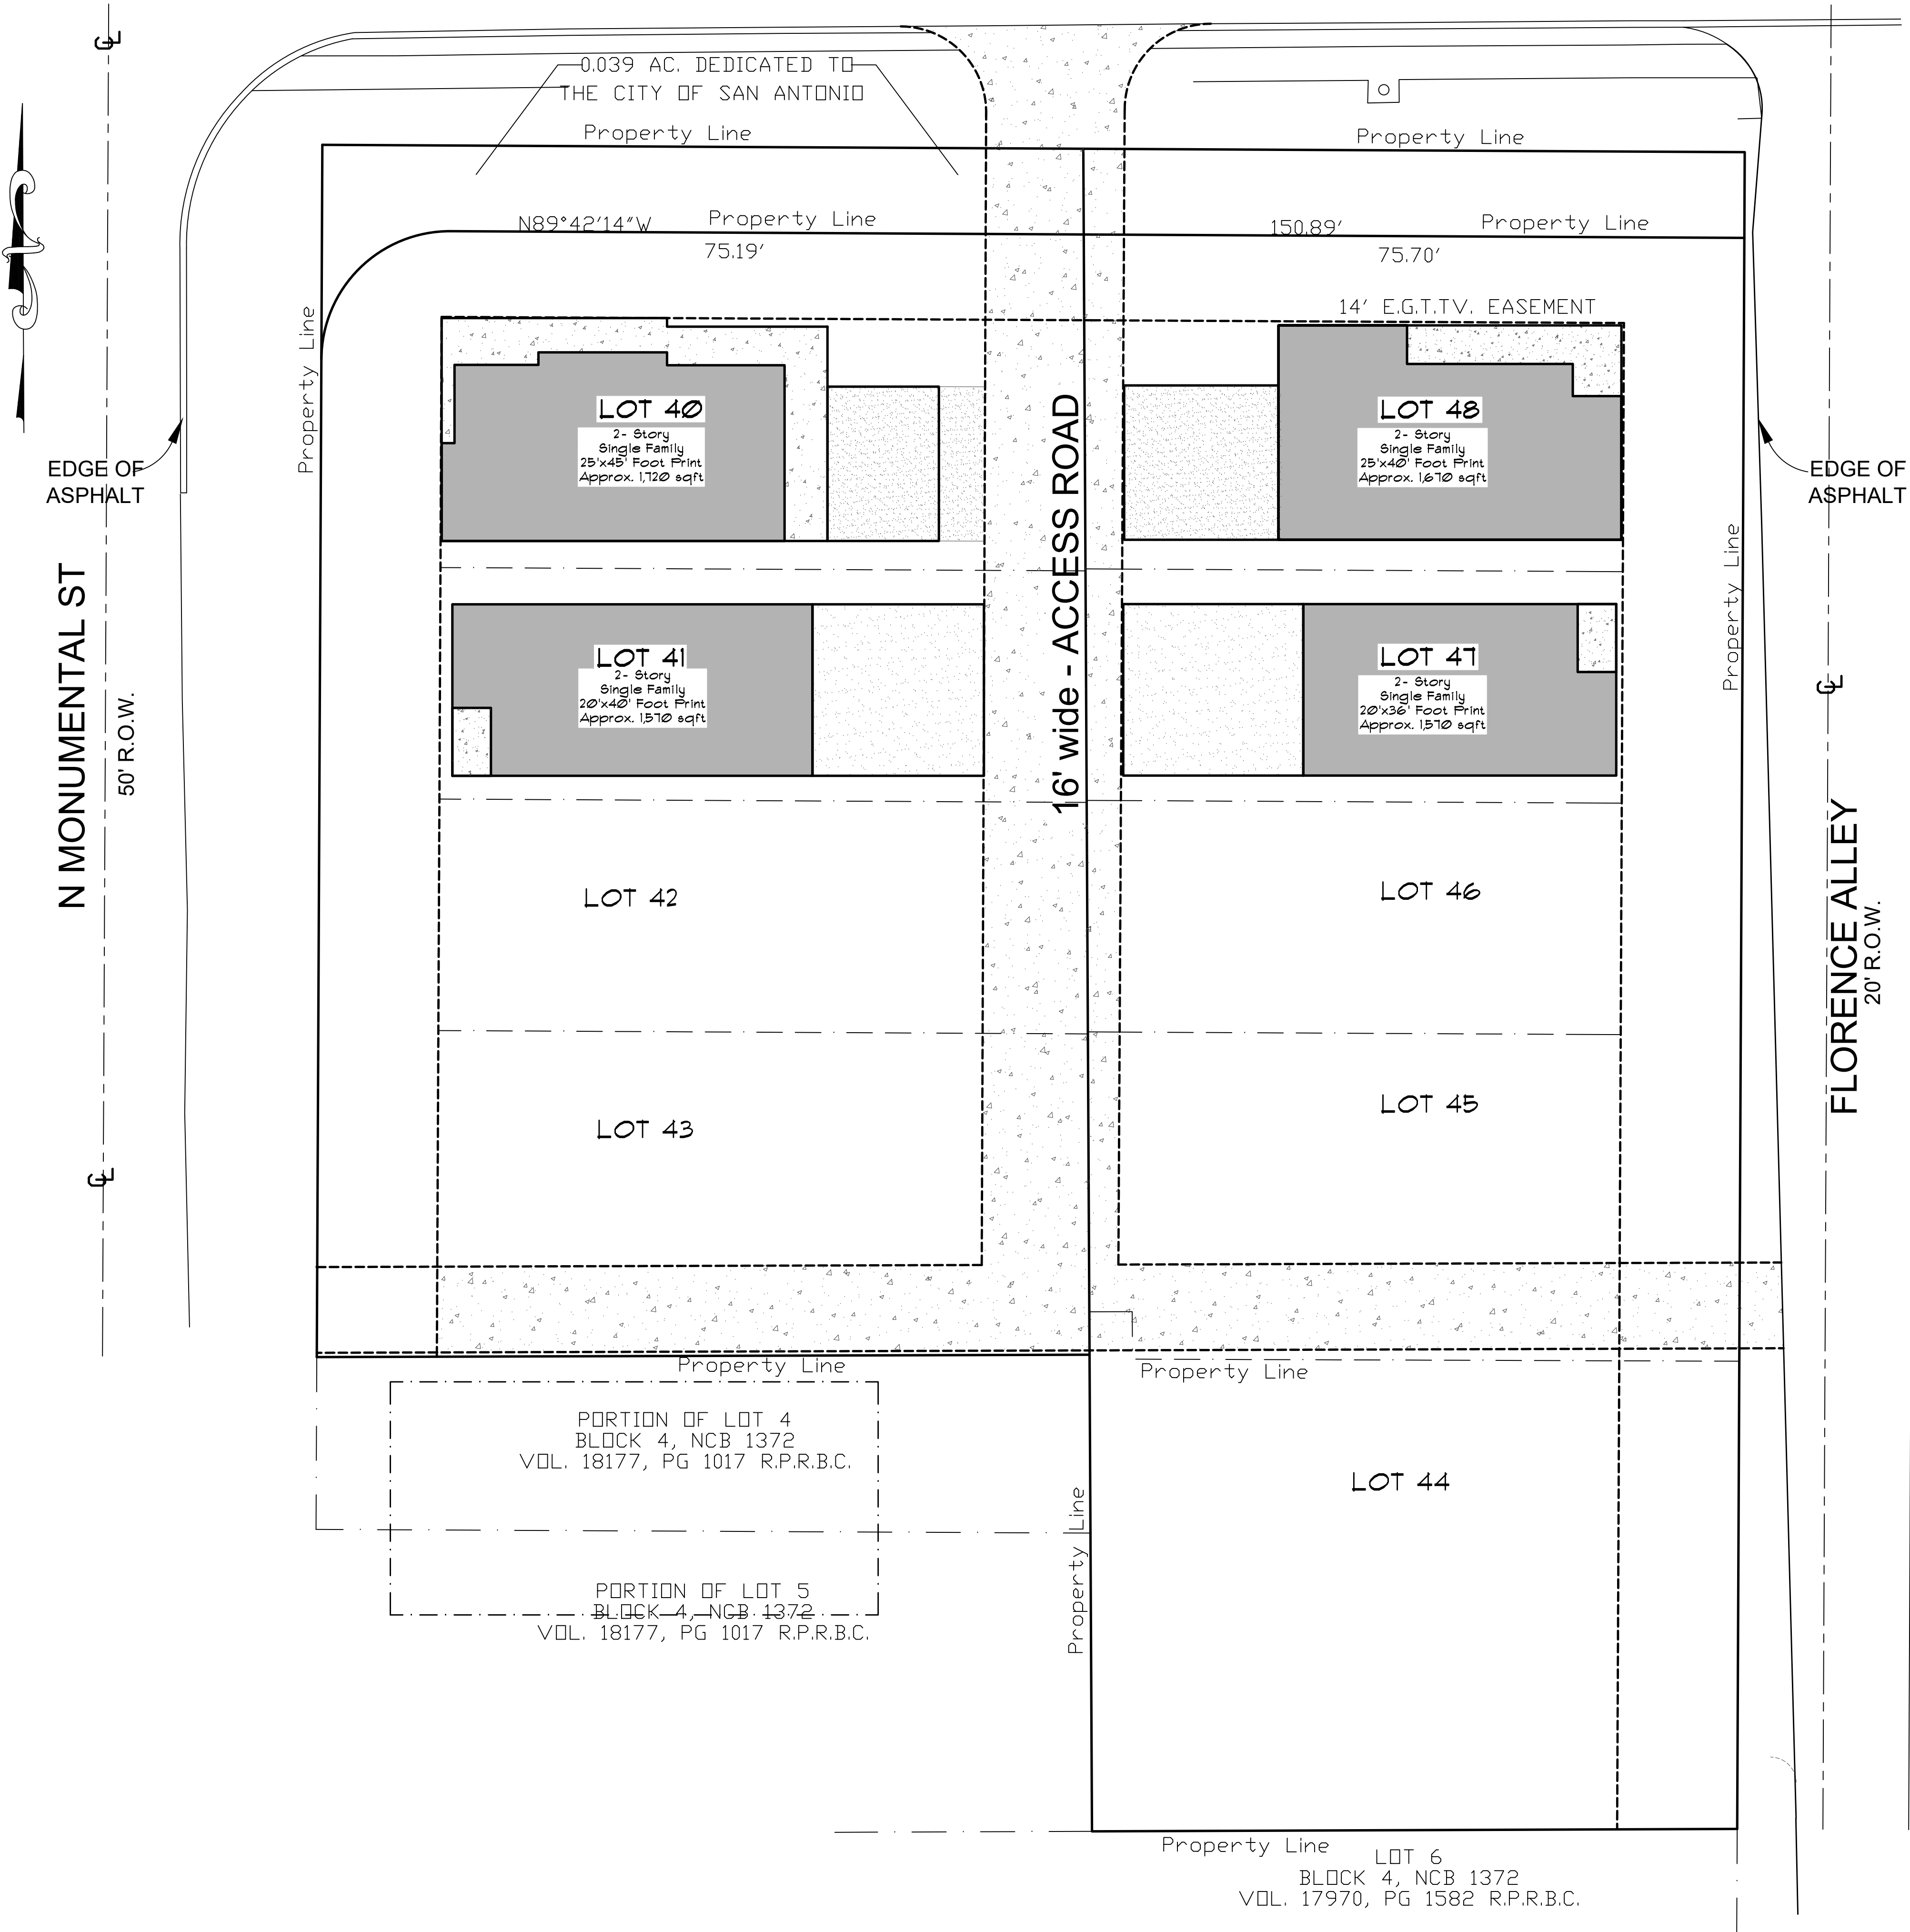 0.039 AC. DEDICATED TO
THE CITY OF SAN ANTONIO
Property Line
Property Line
N89°42'14"W
Property Line
75.19'
150.89'
Property Line
75.70'
14' E.G.T.TV. EASEMENT
Property Line
LOT 40
2- Story
Single Family
25'x45' Foot Print
Approx. 1,720 sqft
LOT 48
2- Story
Single Family
25'x40' Foot Print
Approx. 1,670 sqft
EDGE OF
ASPHALT
EDGE OF
ASPHALT
16' wide - ACCESS ROAD
Property Line
N MONUMENTAL ST
50' R.O.W.
LOT 41
2- Story
Single Family
20'x40' Foot Print
Approx. 1,570 sqft
LOT 47
2- Story
Single Family
20'x36' Foot Print
Approx. 1,570 sqft
FLORENCE ALLEY
20' R.O.W.
LOT 42
LOT 46
LOT 43
LOT 45
Property Line
Property Line
PORTION OF LOT 4
BLOCK 4, NCB 1372
VOL. 18177, PG 1017 R.P.R.B.C.
LOT 44
Property Line
PORTION OF LOT 5
BLOCK 4, NCB 1372
VOL. 18177, PG 1017 R.P.R.B.C.
Property Line
LOT 6
BLOCK 4, NCB 1372
VOL. 17970, PG 1582 R.P.R.B.C.